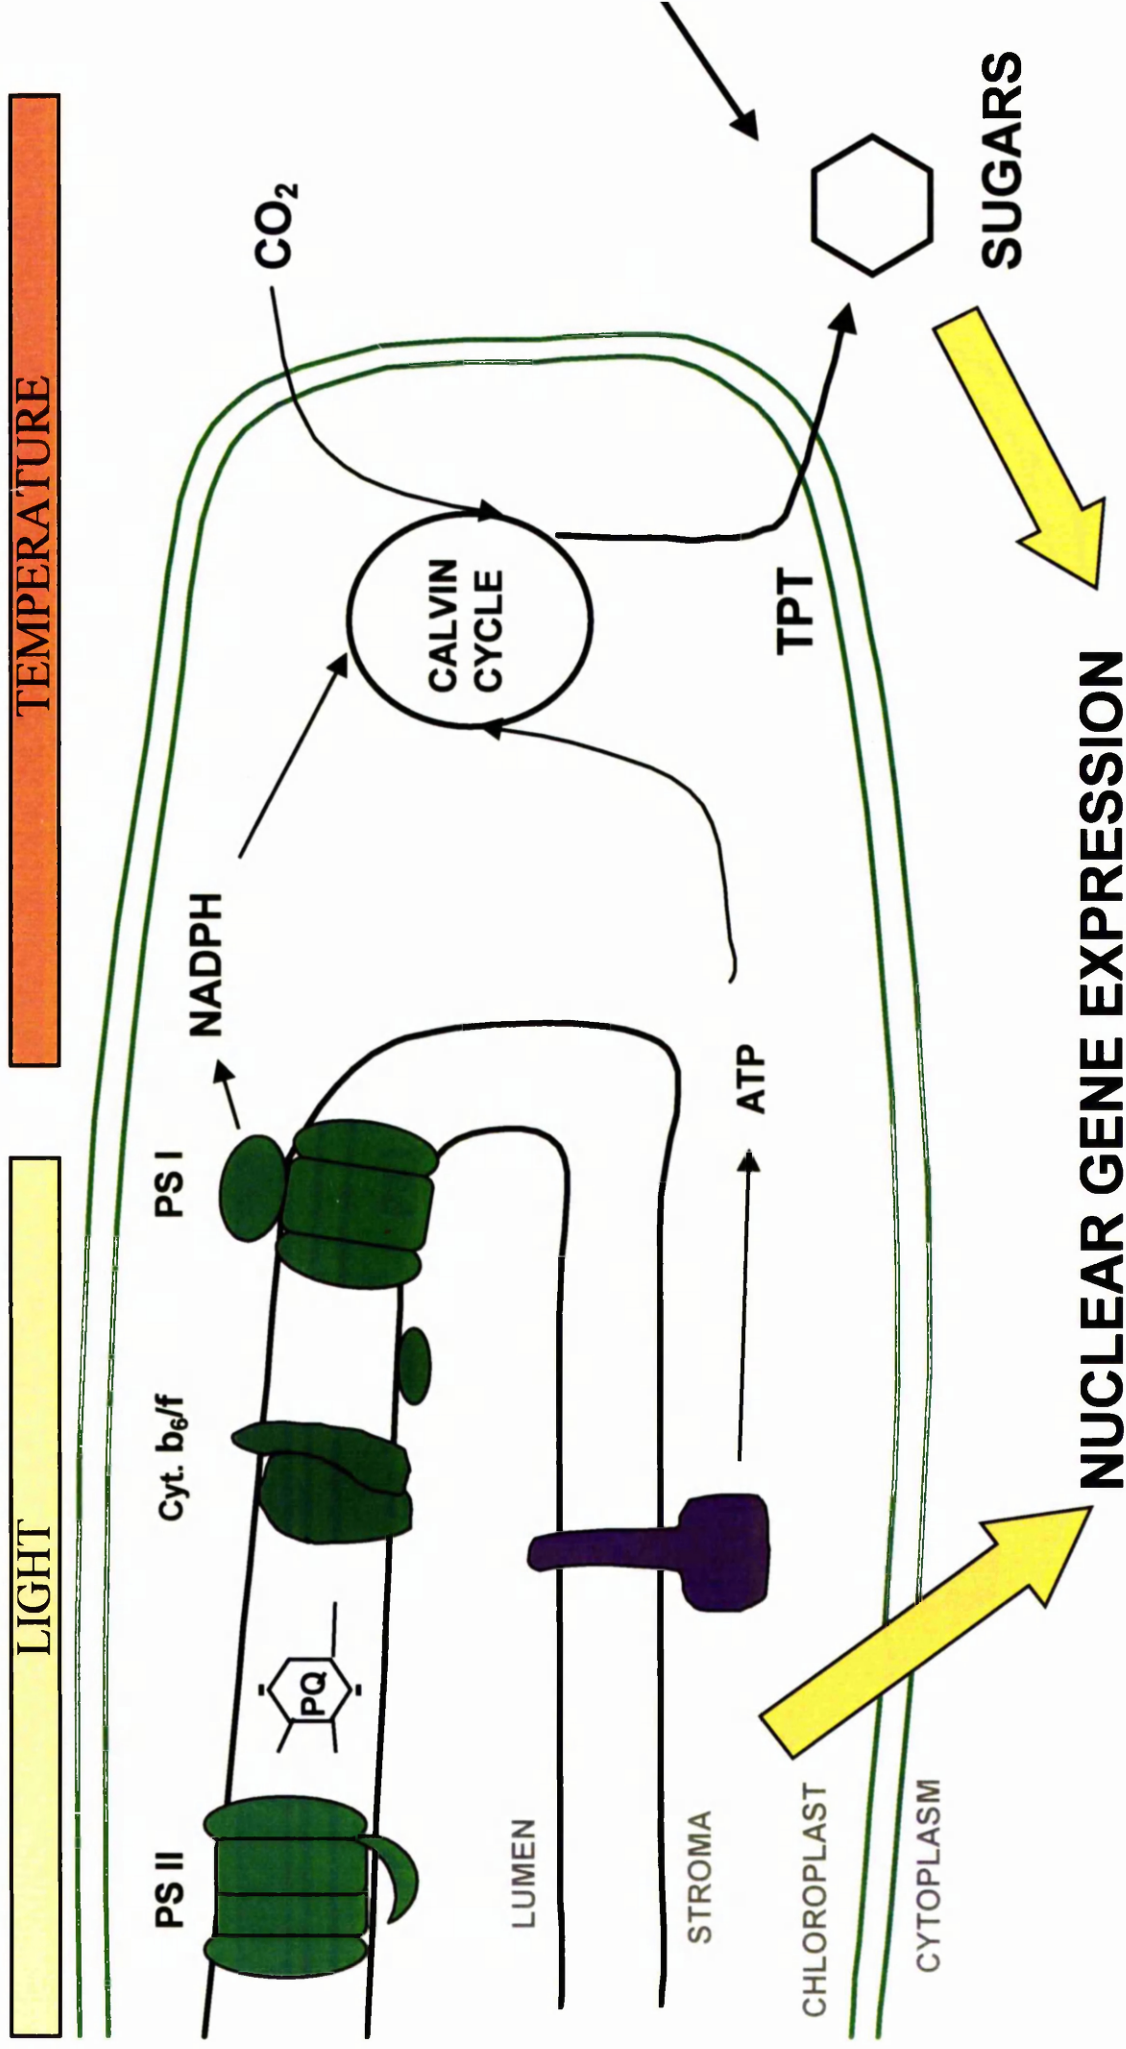 LIGHT
TEMPERATURE
PS II
Cyt. b₆/f
PS I
NADPH
CO₂
PQ
CALVIN
CYCLE
LUMEN
STROMA
ATP
TPT
CHLOROPLAST
CYTOPLASM
SUGARS
NUCLEAR GENE EXPRESSION